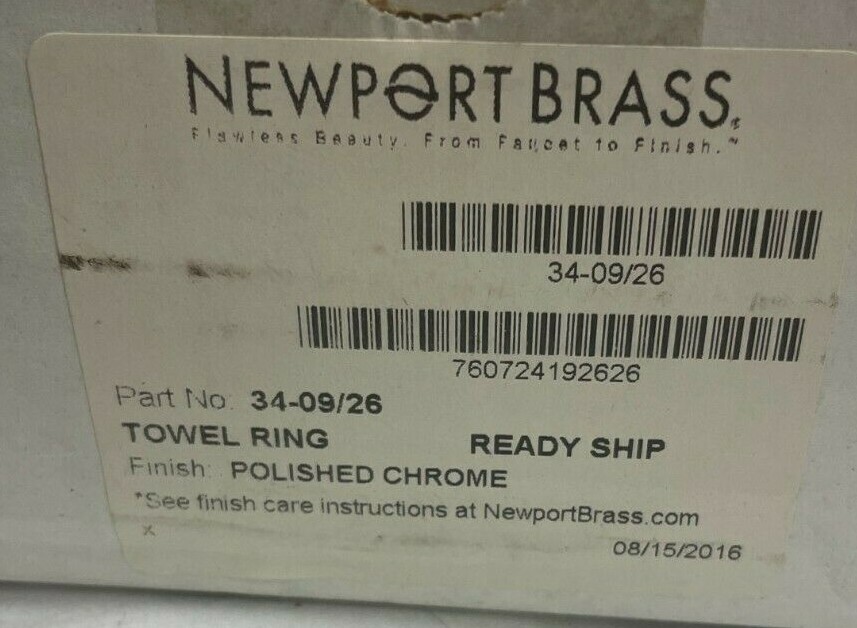 NEWPORT BRASS
Flawless Beauty. From Faucet to Finish.™
34-09/26
760724192626
Part No: 34-09/26
TOWEL RING READY SHIP
Finish: POLISHED CHROME
*See finish care instructions at NewportBrass.com
x
08/15/2016